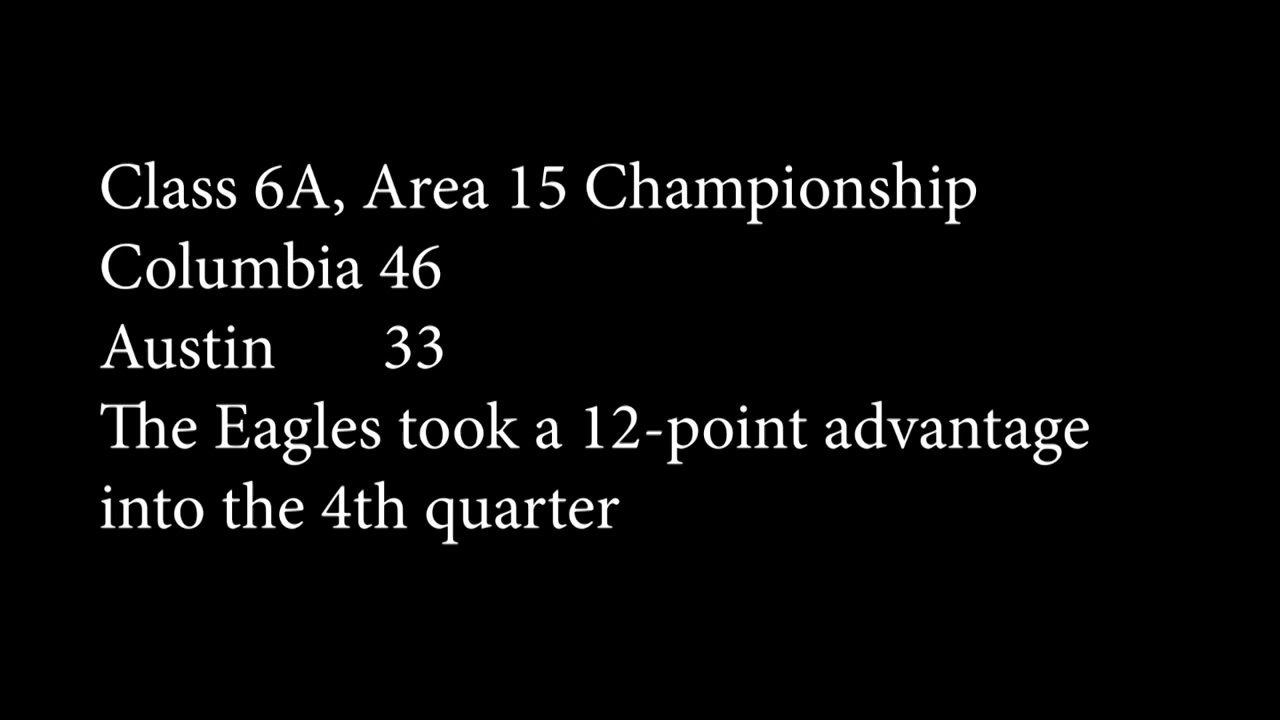 Class 6A, Area 15 Championship
Columbia 46
Austin 33
The Eagles took a 12-point advantage
into the 4th quarter